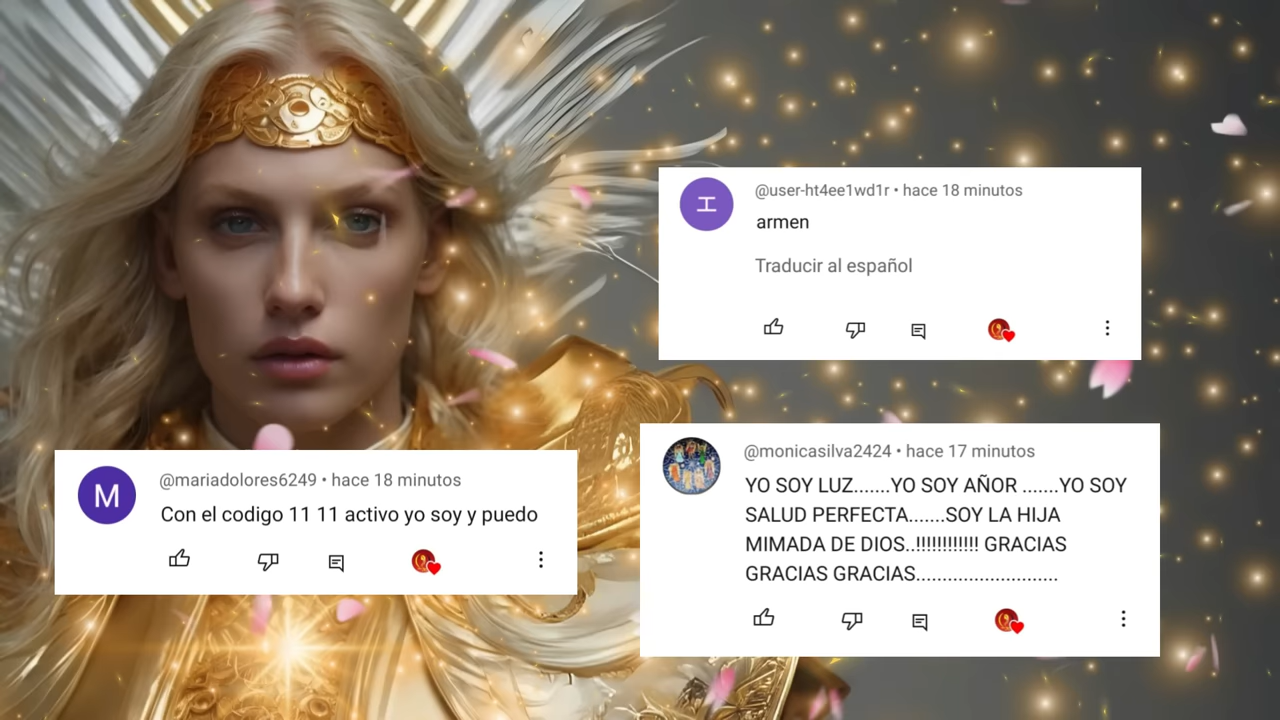 @user-ht4ee1wd1r • hace 18 minutos
armen
Traducir al español
@mariadolores6249 • hace 18 minutos
Con el codigo 11 11 activo yo soy y puedo
@monicasilva2424 • hace 17 minutos
YO SOY LUZ.......YO SOY AÑOR .......YO SOY
SALUD PERFECTA.......SOY LA HIJA
MIMADA DE DIOS..!!!!!!!!!!!! GRACIAS
GRACIAS GRACIAS..........................